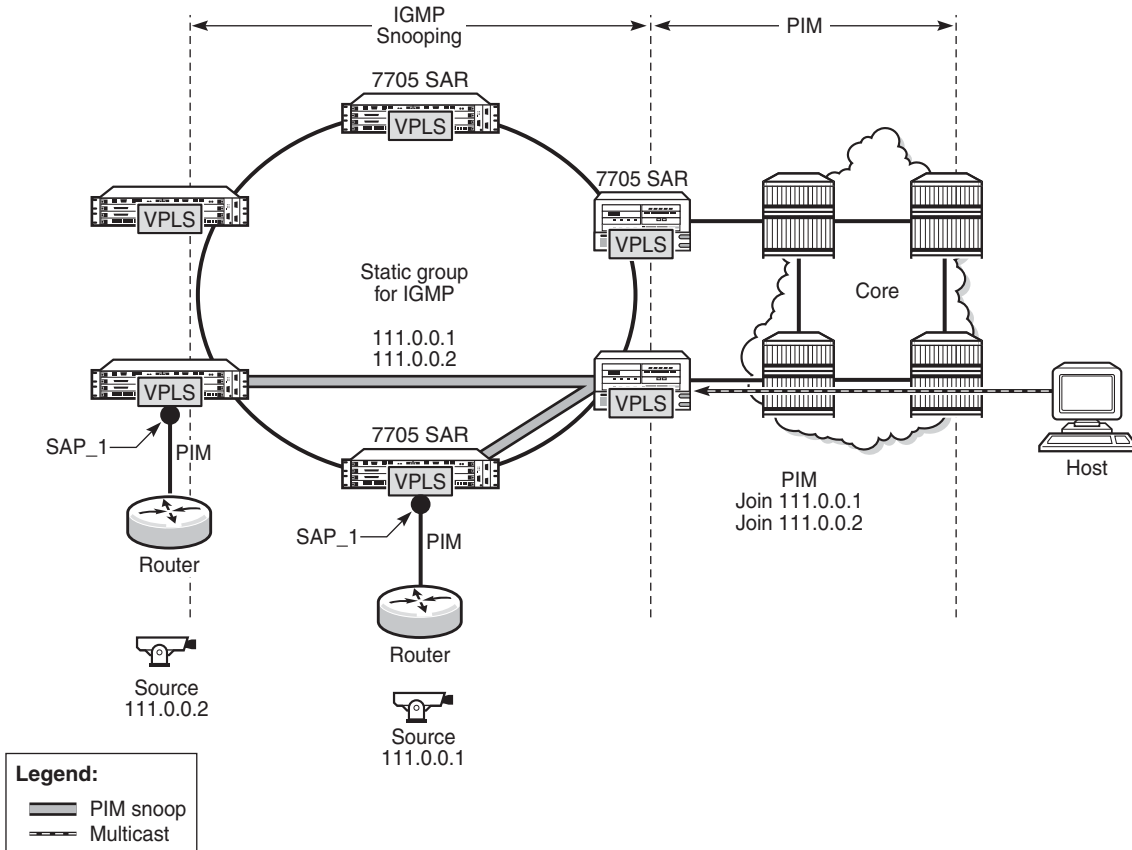 IGMP
Snooping
PIM
7705 SAR
VPLS
7705 SAR
VPLS
VPLS
Static group
for IGMP
111.0.0.1
111.0.0.2
Core
VPLS
VPLS
SAP_1
PIM
7705 SAR
VPLS
SAP_1
PIM
Router
Router
PIM
Join 111.0.0.1
Join 111.0.0.2
Host
Source
111.0.0.2
Source
111.0.0.1
Legend:
PIM snoop
Multicast